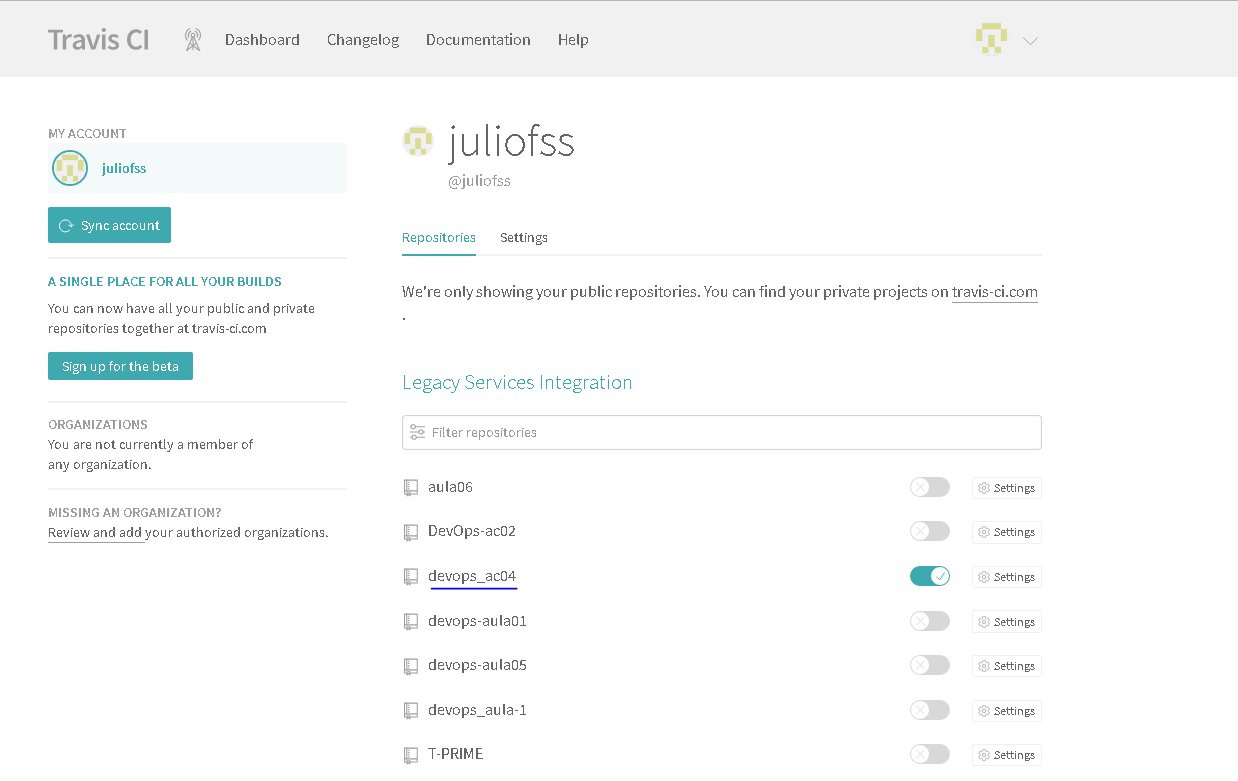 Travis CI Dashboard Changelog Documentation Help
MY ACCOUNT
juliofss
Sync account
A SINGLE PLACE FOR ALL YOUR BUILDS
You can now have all your public and private
repositories together at travis-ci.com
Sign up for the beta
ORGANIZATIONS
You are not currently a member of
any organization.
MISSING AN ORGANIZATION?
Review and add your authorized organizations.
juliofss
@juliofss
Repositories Settings
We're only showing your public repositories. You can find your private projects on travis-ci.com
.
Legacy Services Integration
Filter repositories
aula06 Settings
DevOps-ac02 Settings
devops_ac04 Settings
devops-aula01 Settings
devops-aula05 Settings
devops_aula-1 Settings
T-PRIME Settings